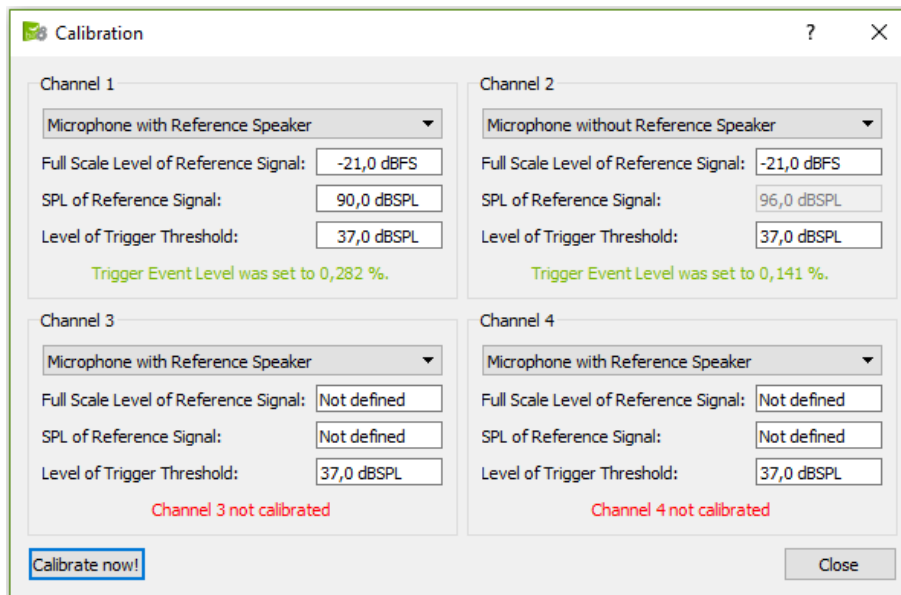 Calibration
?
Channel 1
Microphone with Reference Speaker
Full Scale Level of Reference Signal: -21,0 dBFS
SPL of Reference Signal: 90,0 dBSPL
Level of Trigger Threshold: 37,0 dBSPL
Trigger Event Level was set to 0,282 %.
Channel 2
Microphone without Reference Speaker
Full Scale Level of Reference Signal: -21,0 dBFS
SPL of Reference Signal: 96,0 dBSPL
Level of Trigger Threshold: 37,0 dBSPL
Trigger Event Level was set to 0,141 %.
Channel 3
Microphone with Reference Speaker
Full Scale Level of Reference Signal: Not defined
SPL of Reference Signal: Not defined
Level of Trigger Threshold: 37,0 dBSPL
Channel 3 not calibrated
Channel 4
Microphone with Reference Speaker
Full Scale Level of Reference Signal: Not defined
SPL of Reference Signal: Not defined
Level of Trigger Threshold: 37,0 dBSPL
Channel 4 not calibrated
Calibrate now!
Close